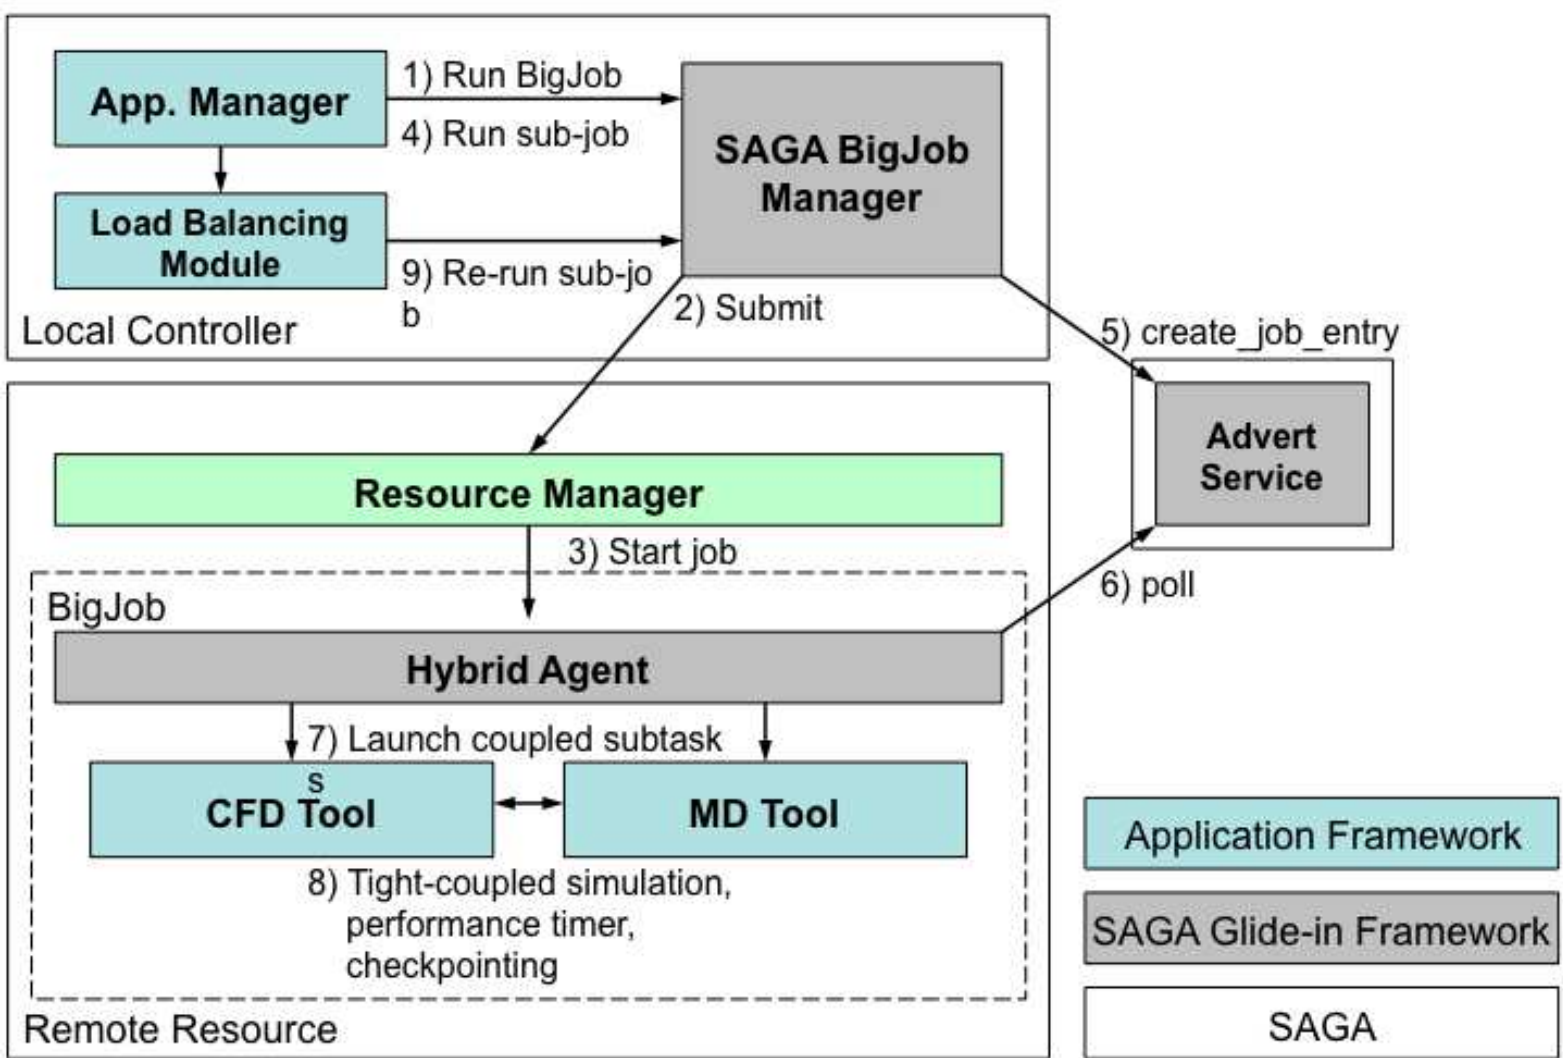 1) Run BigJob
App. Manager
4) Run sub-job
SAGA BigJob
Manager
Load Balancing
Module
9) Re-run sub-jo
b
2) Submit
Local Controller
5) create_job_entry
Advert
Service
Resource Manager
3) Start job
6) poll
BigJob
Hybrid Agent
7) Launch coupled subtask
s
CFD Tool
MD Tool
8) Tight-coupled simulation,
performance timer,
checkpointing
Remote Resource
Application Framework
SAGA Glide-in Framework
SAGA